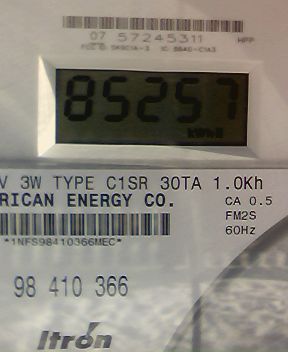 07 57245311 HPP
85257
kWh
V 3W TYPE C1SR 30TA 1.0Kh
RICAN ENERGY CO. CA 0.5
FM2S
60Hz
*1NFS98410366MEC*
98 410 366
Itron